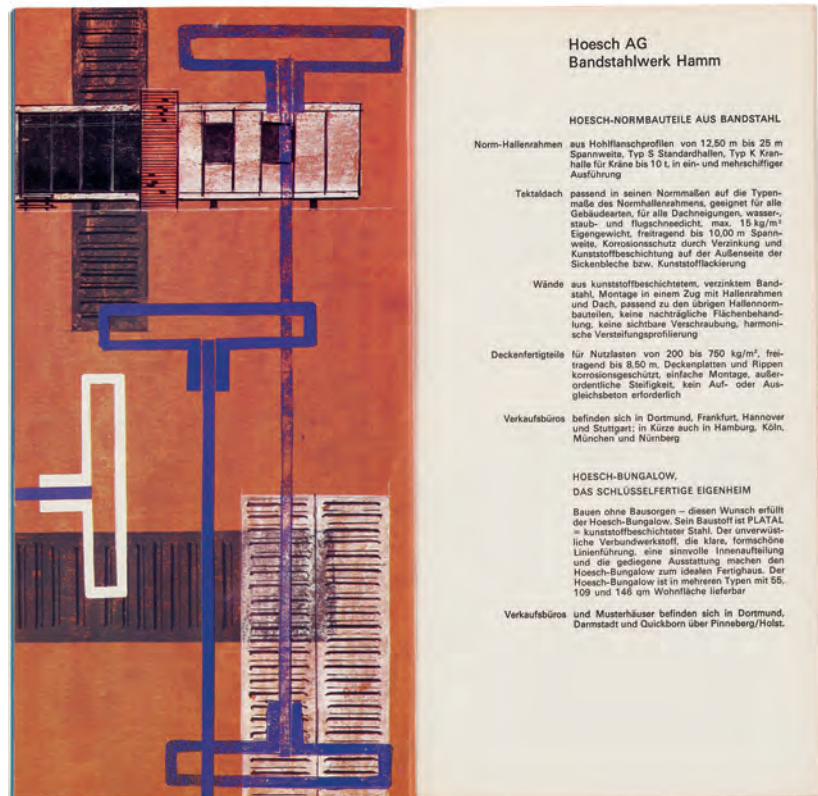 Hoesch AG
Bandstahlwerk Hamm
HOESCH-NORMBAUTEILE AUS BANDSTAHL
Norm-Hallenrahmen aus Hohlflanschprofilen von 12,50 m bis 25 m
Spannweite, Typ S Standardhallen, Typ K Kran-
halle für Kräne bis 10 t, in ein- und mehrschiffiger
Ausführung
Tektaldach passend in seinen Normmaßen auf die Typen-
maße des Normhallenrahmens, geeignet für alle
Gebäudearten, für alle Dachneigungen, wasser-,
staub- und flugschneedicht, max. 15 kg/m²
Eigengewicht, freitragend bis 10,00 m Spann-
weite, Korrosionsschutz durch Verzinkung und
Kunststoffbeschichtung auf der Außenseite der
Sickenbleche bzw. Kunststofflackierung
Wände aus kunststoffbeschichtetem, verzinktem Band-
stahl, Montage in einem Zug mit Hallenrahmen
und Dach, passend zu den übrigen Hallennorm-
bauteilen, keine nachträgliche Flächenbehand-
lung, keine sichtbare Verschraubung, harmoni-
sche Versteifungsprofilierung
Deckenfertigteile für Nutzlasten von 200 bis 750 kg/m², frei-
tragend bis 8,50 m, Deckenplatten und Rippen
korrosionsgeschützt, einfache Montage, außer-
ordentliche Steifigkeit, kein Auf- oder Aus-
gleichsbeton erforderlich
Verkaufsbüros befinden sich in Dortmund, Frankfurt, Hannover
und Stuttgart; in Kürze auch in Hamburg, Köln,
München und Nürnberg
HOESCH-BUNGALOW,
DAS SCHLÜSSELFERTIGE EIGENHEIM
Bauen ohne Bausorgen – diesen Wunsch erfüllt
der Hoesch-Bungalow. Sein Baustoff ist PLATAL
= kunststoffbeschichteter Stahl. Der unverwüst-
liche Verbundwerkstoff, die klare, formschöne
Linienführung, eine sinnvolle Innenaufteilung
und die gediegene Ausstattung machen den
Hoesch-Bungalow zum idealen Fertighaus. Der
Hoesch-Bungalow ist in mehreren Typen mit 55,
109 und 146 qm Wohnfläche lieferbar
Verkaufsbüros und Musterhäuser befinden sich in Dortmund,
Darmstadt und Quickborn über Pinneberg/Holst.